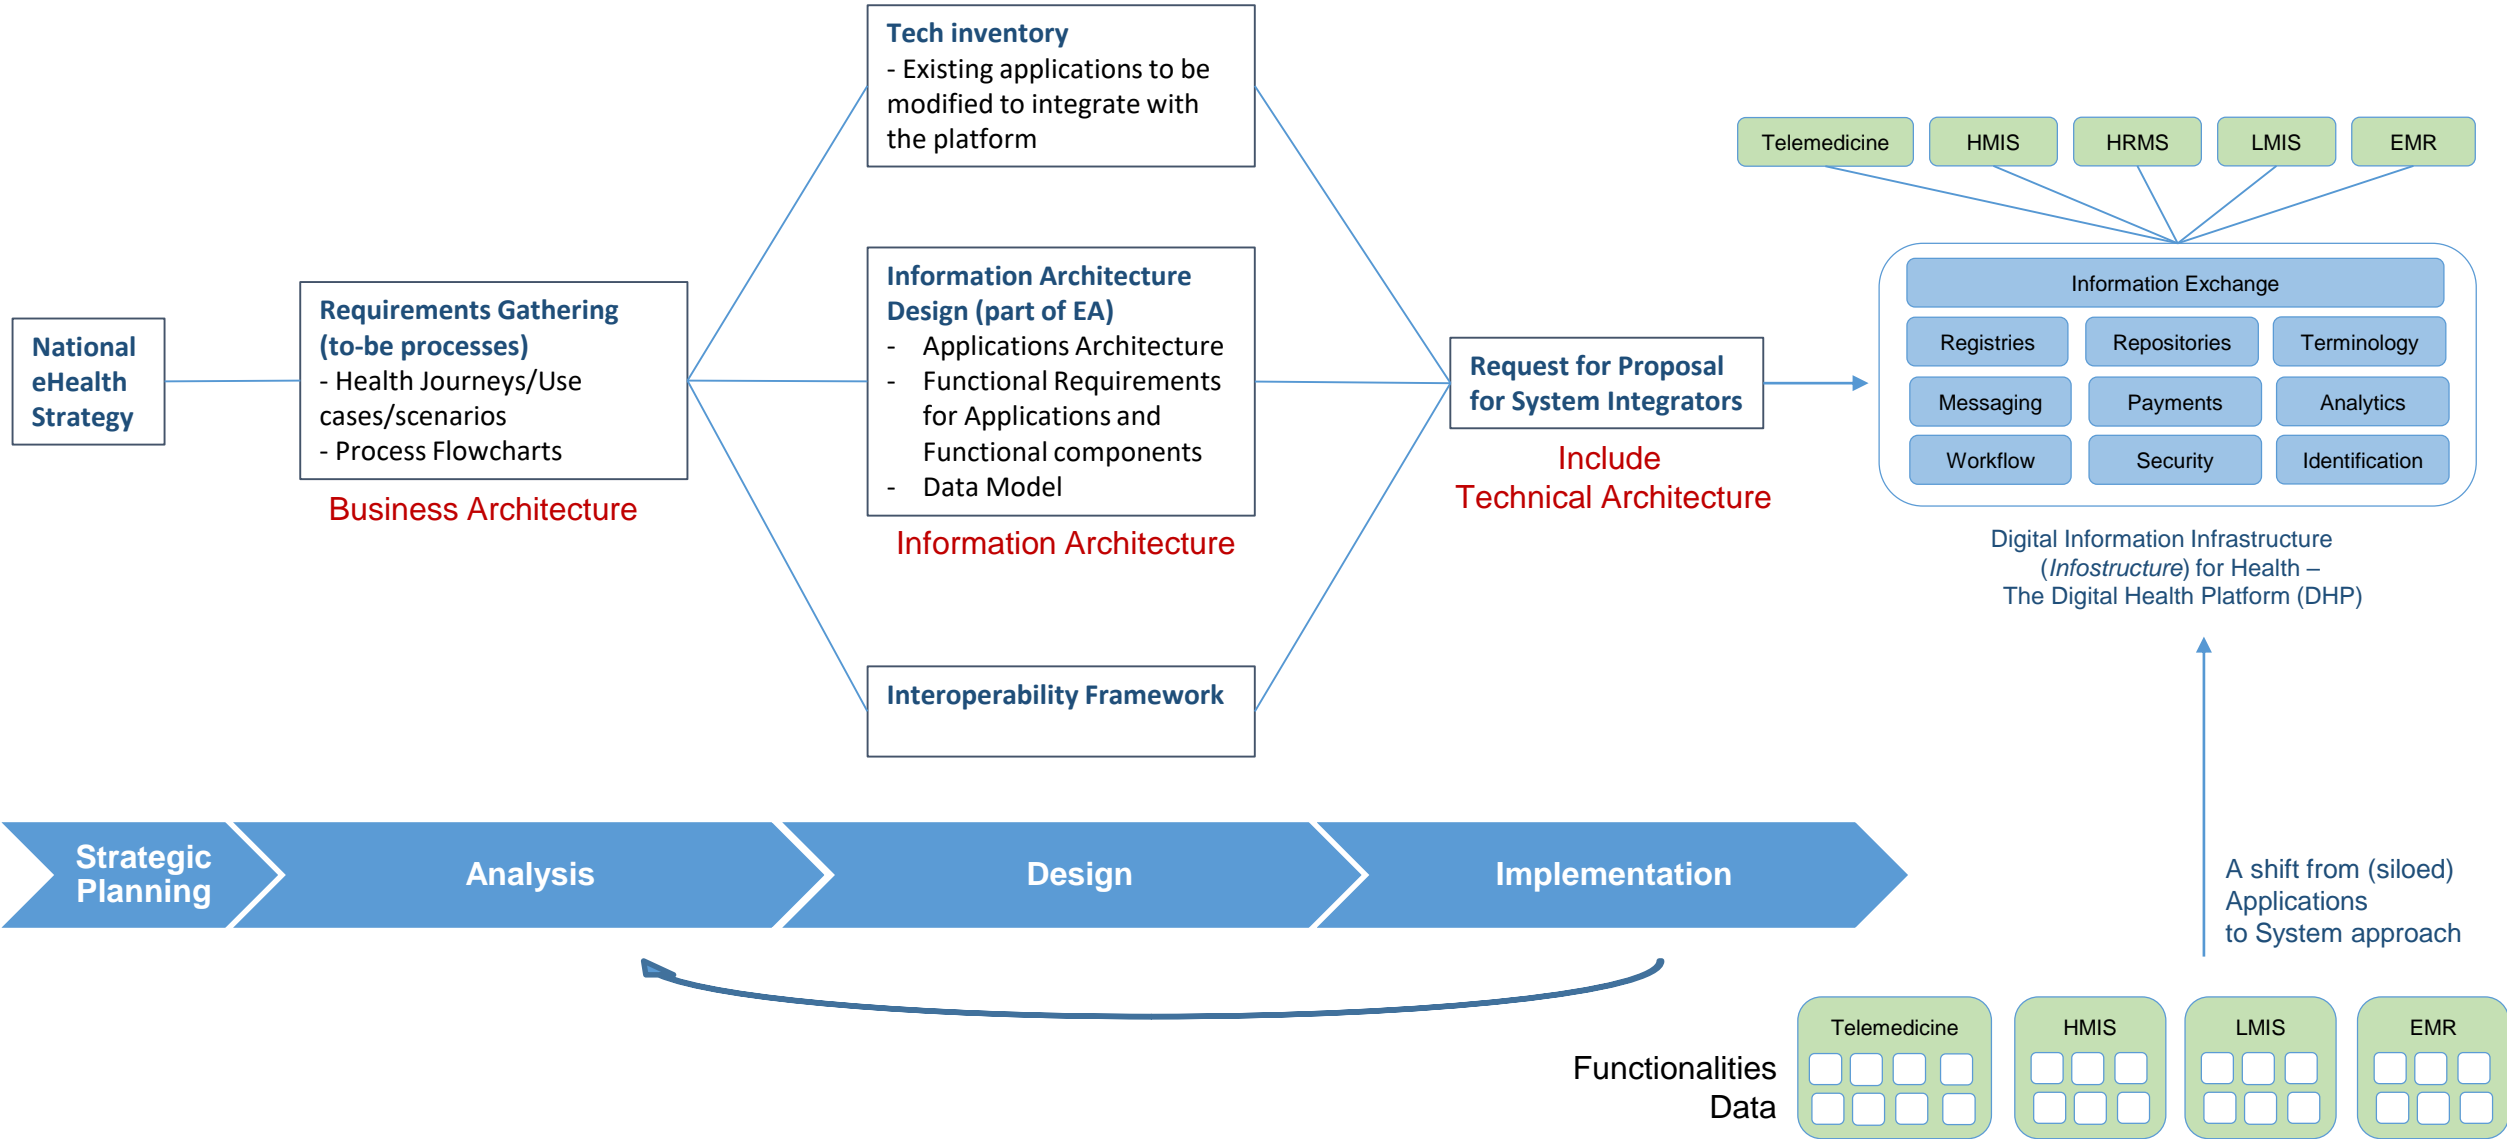 Tech inventory
- Existing applications to be
modified to integrate with
the platform
Telemedicine
HMIS
HRMS
LMIS
EMR
National
eHealth
Strategy
Requirements Gathering
(to-be processes)
- Health Journeys/Use
cases/scenarios
- Process Flowcharts
Business Architecture
Information Architecture
Design (part of EA)
- Applications Architecture
- Functional Requirements
for Applications and
Functional components
- Data Model
Information Architecture
Interoperability Framework
Request for Proposal
for System Integrators
Include
Technical Architecture
Information Exchange
Registries
Repositories
Terminology
Messaging
Payments
Analytics
Workflow
Security
Identification
Digital Information Infrastructure
(Infostructure) for Health –
The Digital Health Platform (DHP)
Strategic
Planning
Analysis
Design
Implementation
A shift from (siloed)
Applications
to System approach
Functionalities
Data
Telemedicine
HMIS
LMIS
EMR